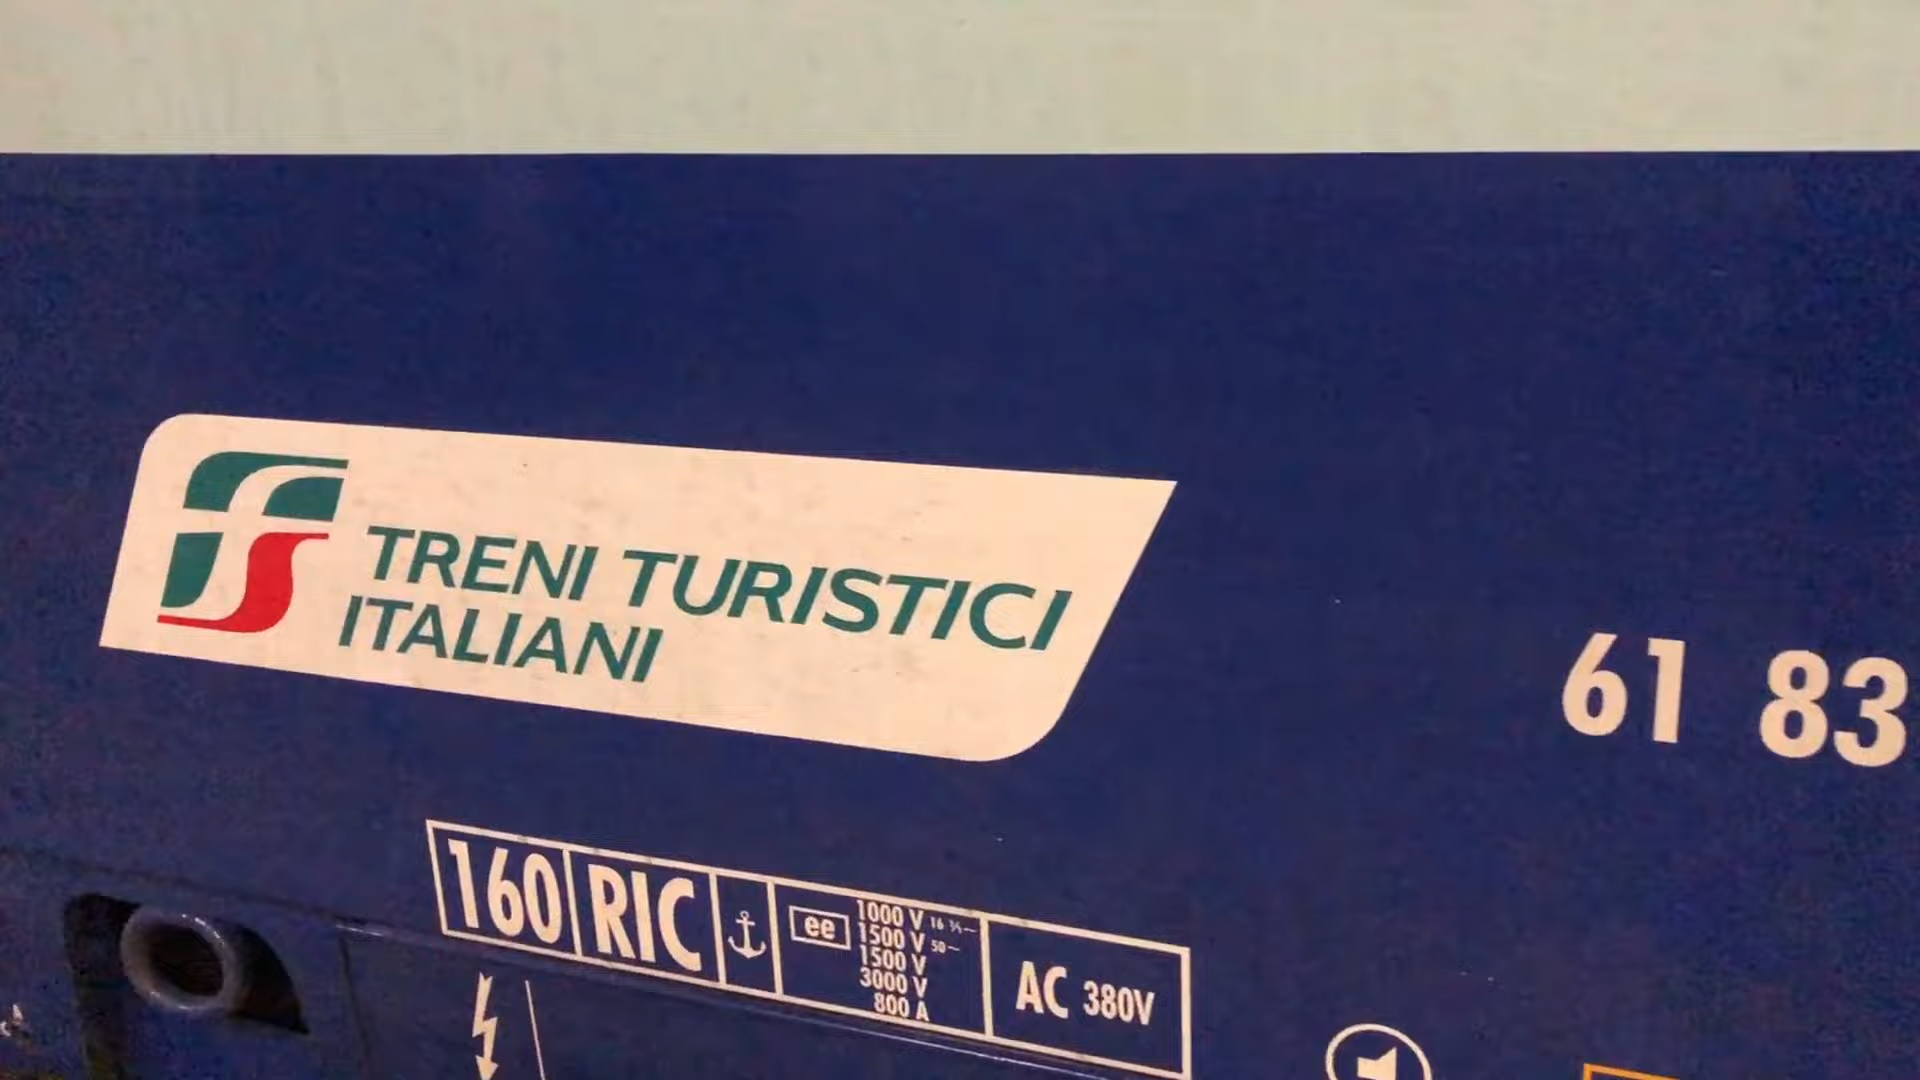 TRENI TURISTICI
ITALIANI
61 83
160 RIC ee 1000 V 16 ⅔~
1500 V 50~
1500 V
3000 V
800 A
AC 380V